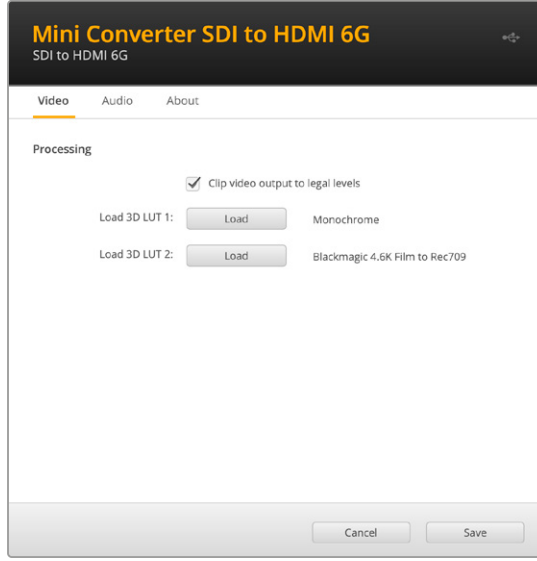 Mini Converter SDI to HDMI 6G
SDI to HDMI 6G
Video Audio About
Processing
Clip video output to legal levels
Load 3D LUT 1: Load Monochrome
Load 3D LUT 2: Load Blackmagic 4.6K Film to Rec709
Cancel Save